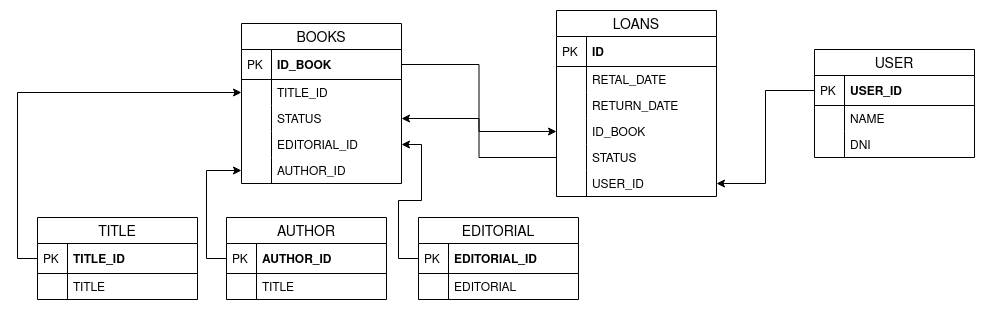 BOOKS
PK ID_BOOK
TITLE_ID
STATUS
EDITORIAL_ID
AUTHOR_ID
LOANS
PK ID
RETAL_DATE
RETURN_DATE
ID_BOOK
STATUS
USER_ID
USER
PK USER_ID
NAME
DNI
TITLE
PK TITLE_ID
TITLE
AUTHOR
PK AUTHOR_ID
TITLE
EDITORIAL
PK EDITORIAL_ID
EDITORIAL